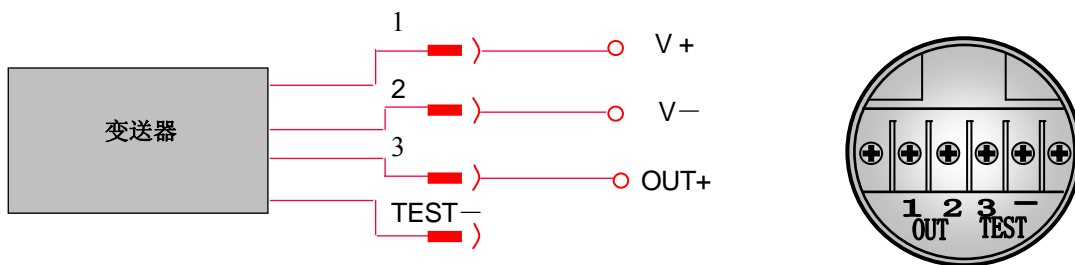 1
V +
2
变送器
V－
3
OUT+
TEST－
1 2 3 －
OUT TEST